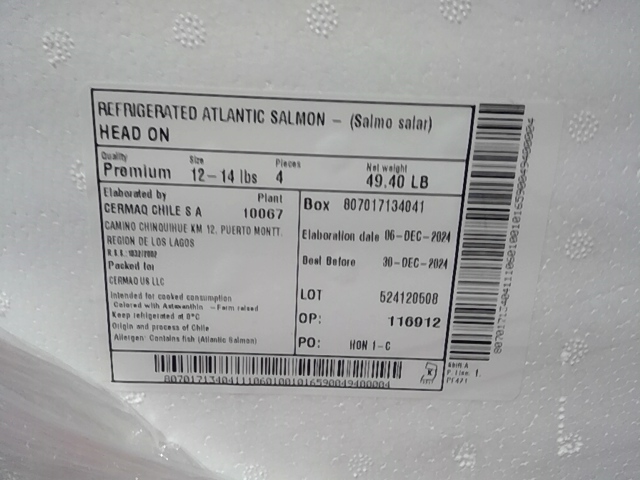 REFRIGERATED ATLANTIC SALMON - (Salmo salar)
HEAD ON
Quality Size Pieces Net weight
Premium 12-14 lbs 4 49.40 LB
Elaborated by Plant
CERMAQ CHILE S A 10067
CAMINO CHINQUIHUE KM 12, PUERTO MONTT.
REGION DE LOS LAGOS
Packed for
CERMAQ US LLC
Intended for cooked consumption
Colored with Astaxanthin - Farm raised
Keep refrigerated at 0°C
Origin and process of Chile
Allergen: Contains fish (Atlantic Salmon)
Box 807017134041
Elaboration date 06-DEC-2024
Best Before 30-DEC-2024
LOT 524120508
OP: 116912
PO: HON 1-C
807017134041110601001016590049400004
8070171340411106010010165900494000004
Shift A